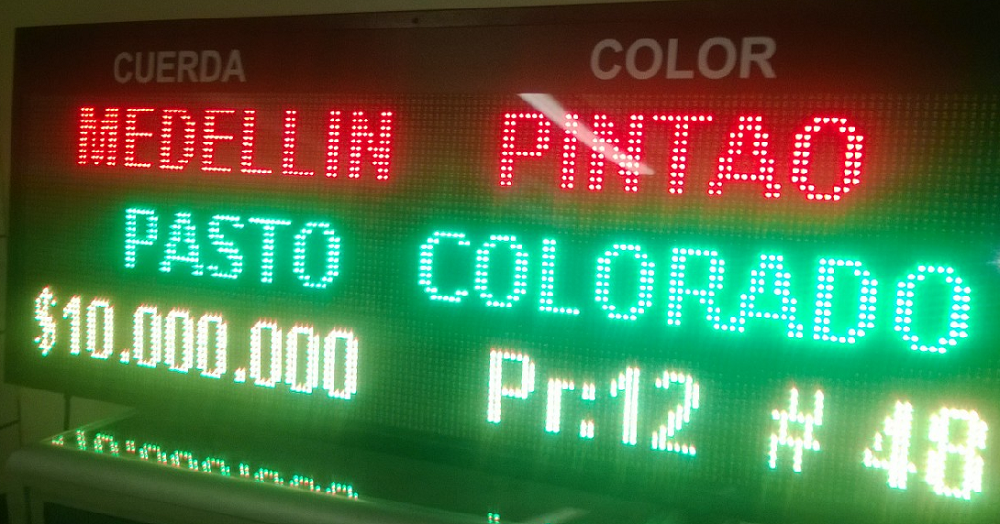 CUERDA COLOR
MEDELLIN PINTAO
PASTO COLORADO
$10.000.000 Pr:12 # 48